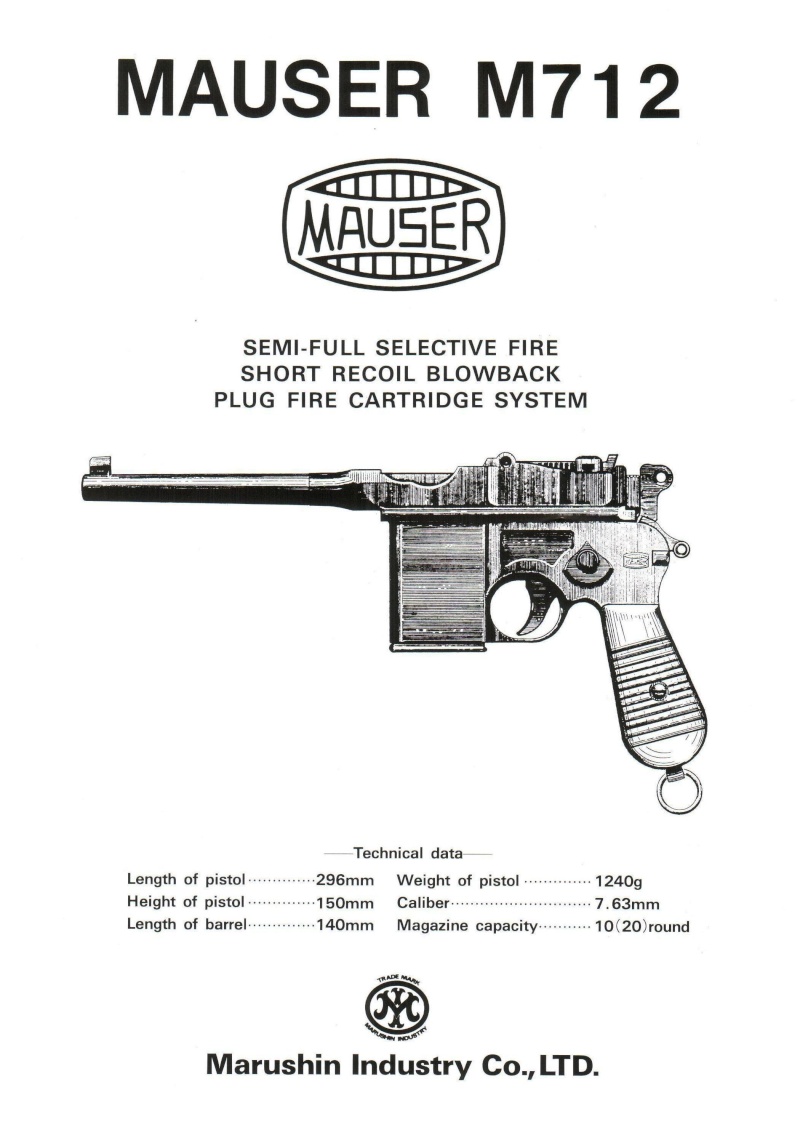 MAUSER M712
MAUSER
SEMI-FULL SELECTIVE FIRE
SHORT RECOIL BLOWBACK
PLUG FIRE CARTRIDGE SYSTEM
Technical data
Length of pistol ·············· 296mm
Height of pistol ·············· 150mm
Length of barrel ·············· 140mm
Weight of pistol ·············· 1240g
Caliber ···························· 7.63mm
Magazine capacity ··········· 10(20)round
TRADE MARK
MARUSHIN INDUSTRY
Marushin Industry Co.,LTD.